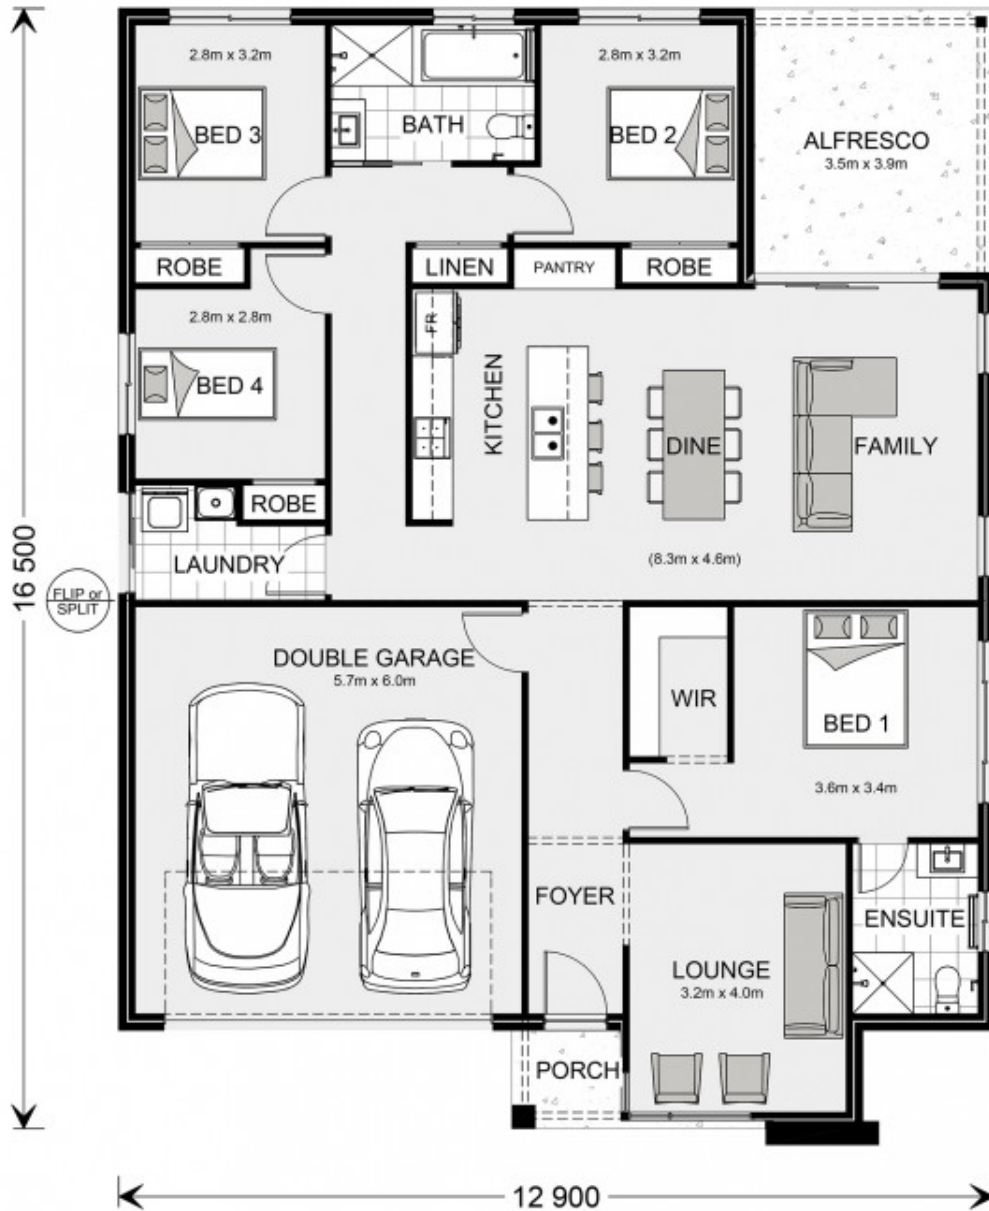 2.8m x 3.2m
BED 3
BATH
2.8m x 3.2m
BED 2
ALFRESCO
3.5m x 3.9m
ROBE
LINEN
PANTRY
ROBE
2.8m x 2.8m
BED 4
FR
KITCHEN
DINE
FAMILY
(8.3m x 4.6m)
ROBE
LAUNDRY
16 500
FLIP or
SPLIT
DOUBLE GARAGE
5.7m x 6.0m
WIR
BED 1
3.6m x 3.4m
FOYER
ENSUITE
LOUNGE
3.2m x 4.0m
PORCH
12 900